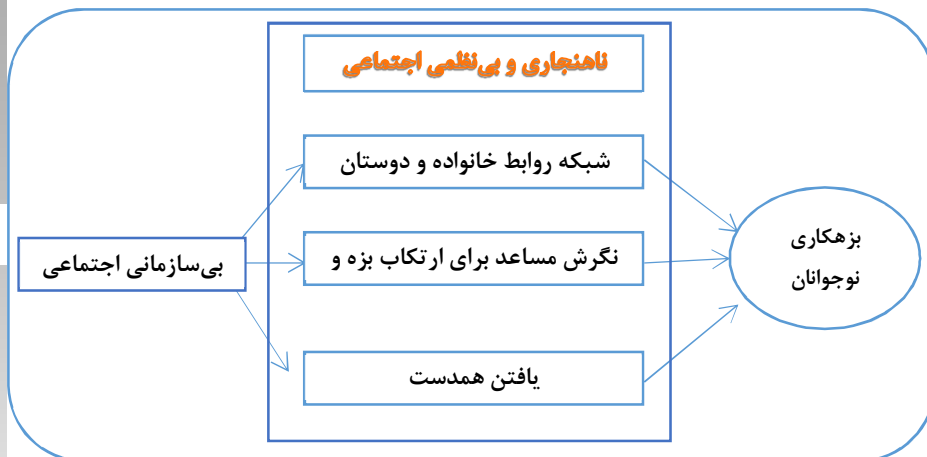 ناهنجاری و بی‌نظمی اجتماعی
شبکه روابط خانواده و دوستان
نگرش مساعد برای ارتکاب بزه و
یافتن همدست
بی‌سازمانی اجتماعی
بزهکاری
نوجوانان